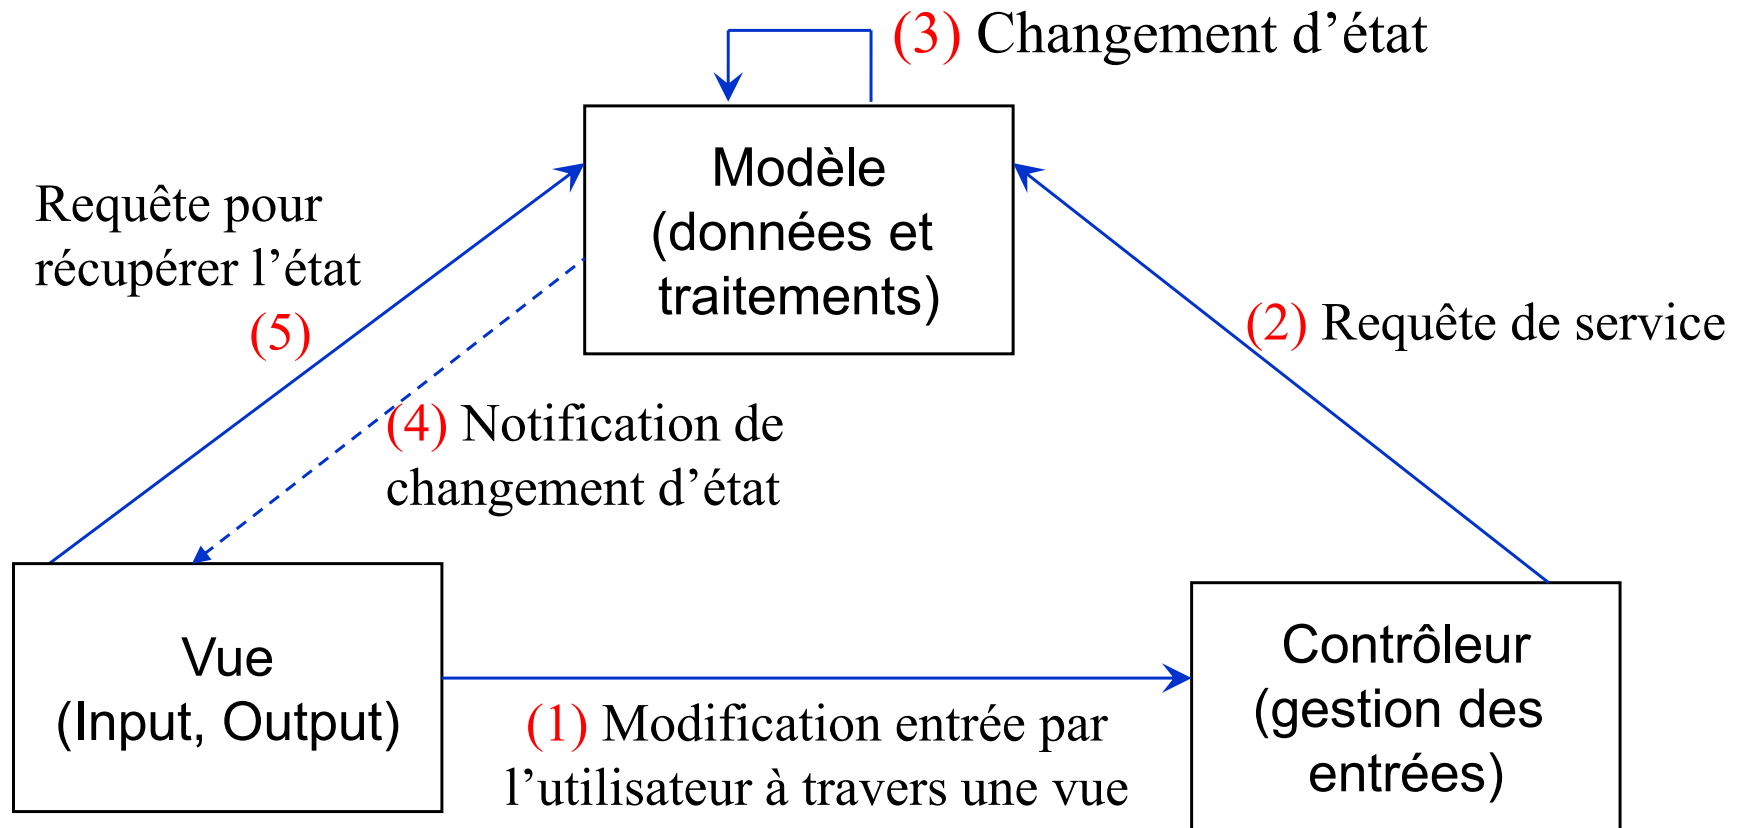 (3) Changement d’état
Modèle
(données et
traitements)
Requête pour
récupérer l’état
(5)
(2) Requête de service
(4) Notification de
changement d’état
Vue
(Input, Output)
(1) Modification entrée par
l’utilisateur à travers une vue
Contrôleur
(gestion des
entrées)